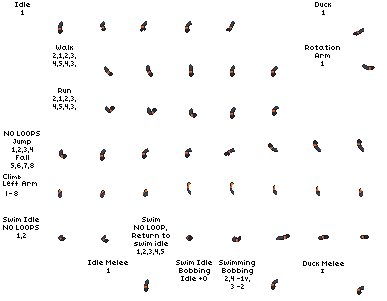 Idle
1
Duck
1
Walk
2,1,2,3,
4,5,4,3,
Rotation
Arm
1
Run
2,1,2,3,
4,5,4,3,
NO LOOPS
Jump
1,2,3,4
Fall
5,6,7,8
Climb
Left Arm
1-8
Swim Idle
NO LOOPS
1,2
Swim
NO LOOP,
Return to
swim idle
1,2,3,4,5
Swim Idle
Bobbing
Idle +0
Swimming
Bobbing
2,4 -1y,
3 -2
Idle Melee
1
Duck Melee
1